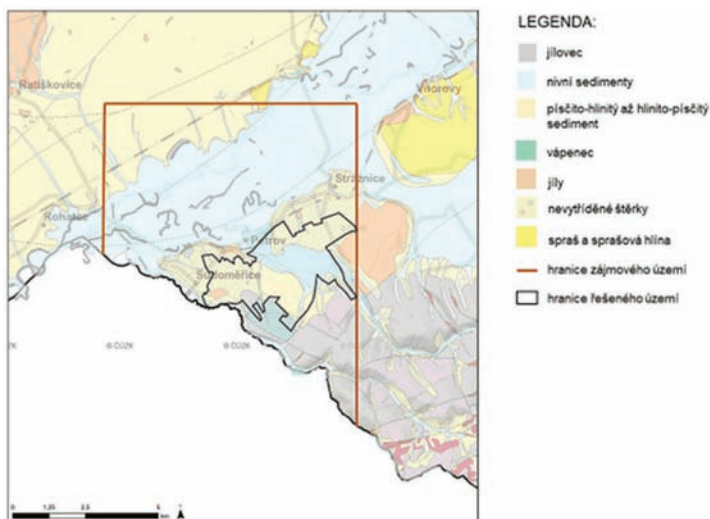 Ratíškovice
Vnorovy
Strážnice
Rohatec
Petrov
Sudoměřice
© ČÚZK
© ČÚZK
© ČÚZK
0 1,25 2,5 5
km
LEGENDA:
jílovec
nivní sedimenty
písčito-hlinitý až hlinito-písčitý
sediment
vápenec
jíly
nevytříděné štěrky
spraš a sprašová hlína
hranice zájmového území
hranice řešeného území